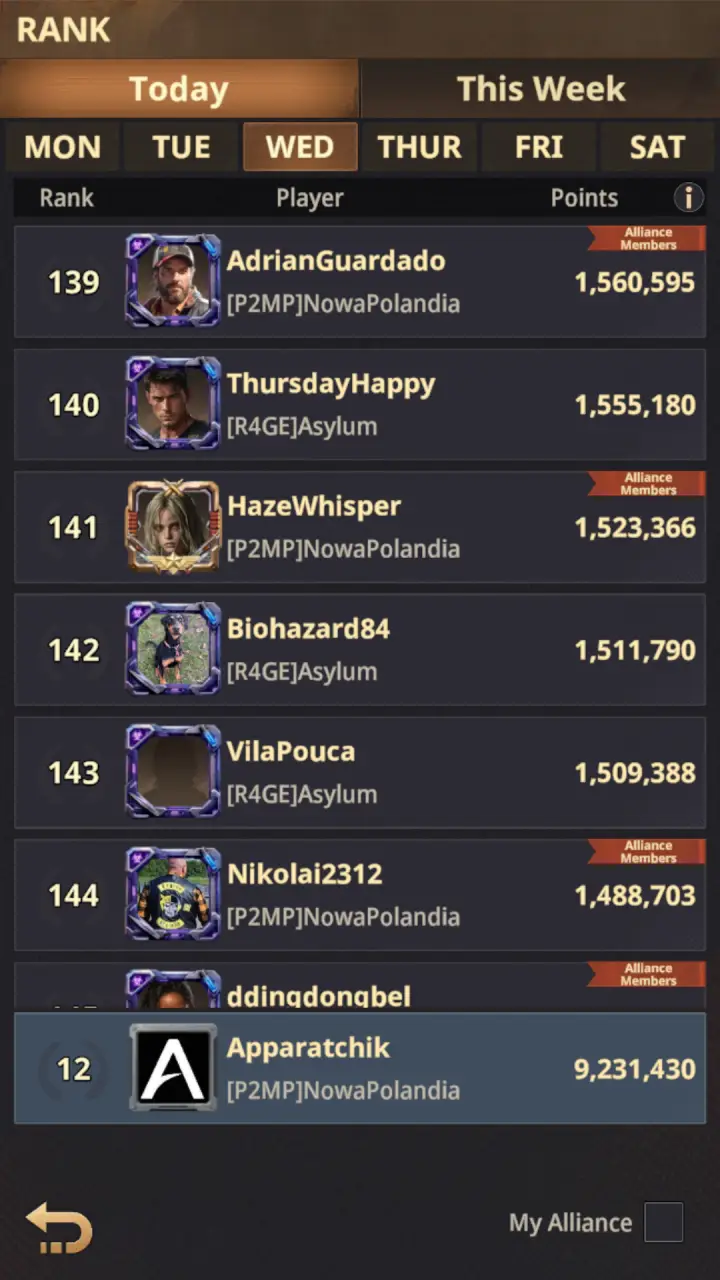 RANK
Today
This Week
MON TUE WED THUR FRI SAT
Rank Player Points i
Alliance
Members
139 AdrianGuardado 1,560,595
[P2MP]NowaPolandia
140 ThursdayHappy 1,555,180
[R4GE]Asylum
Alliance
Members
141 HazeWhisper 1,523,366
[P2MP]NowaPolandia
142 Biohazard84 1,511,790
[R4GE]Asylum
143 VilaPouca 1,509,388
[R4GE]Asylum
Alliance
Members
144 Nikolai2312 1,488,703
[P2MP]NowaPolandia
Alliance
Members
ddingdongbel
12 Apparatchik 9,231,430
[P2MP]NowaPolandia
My Alliance